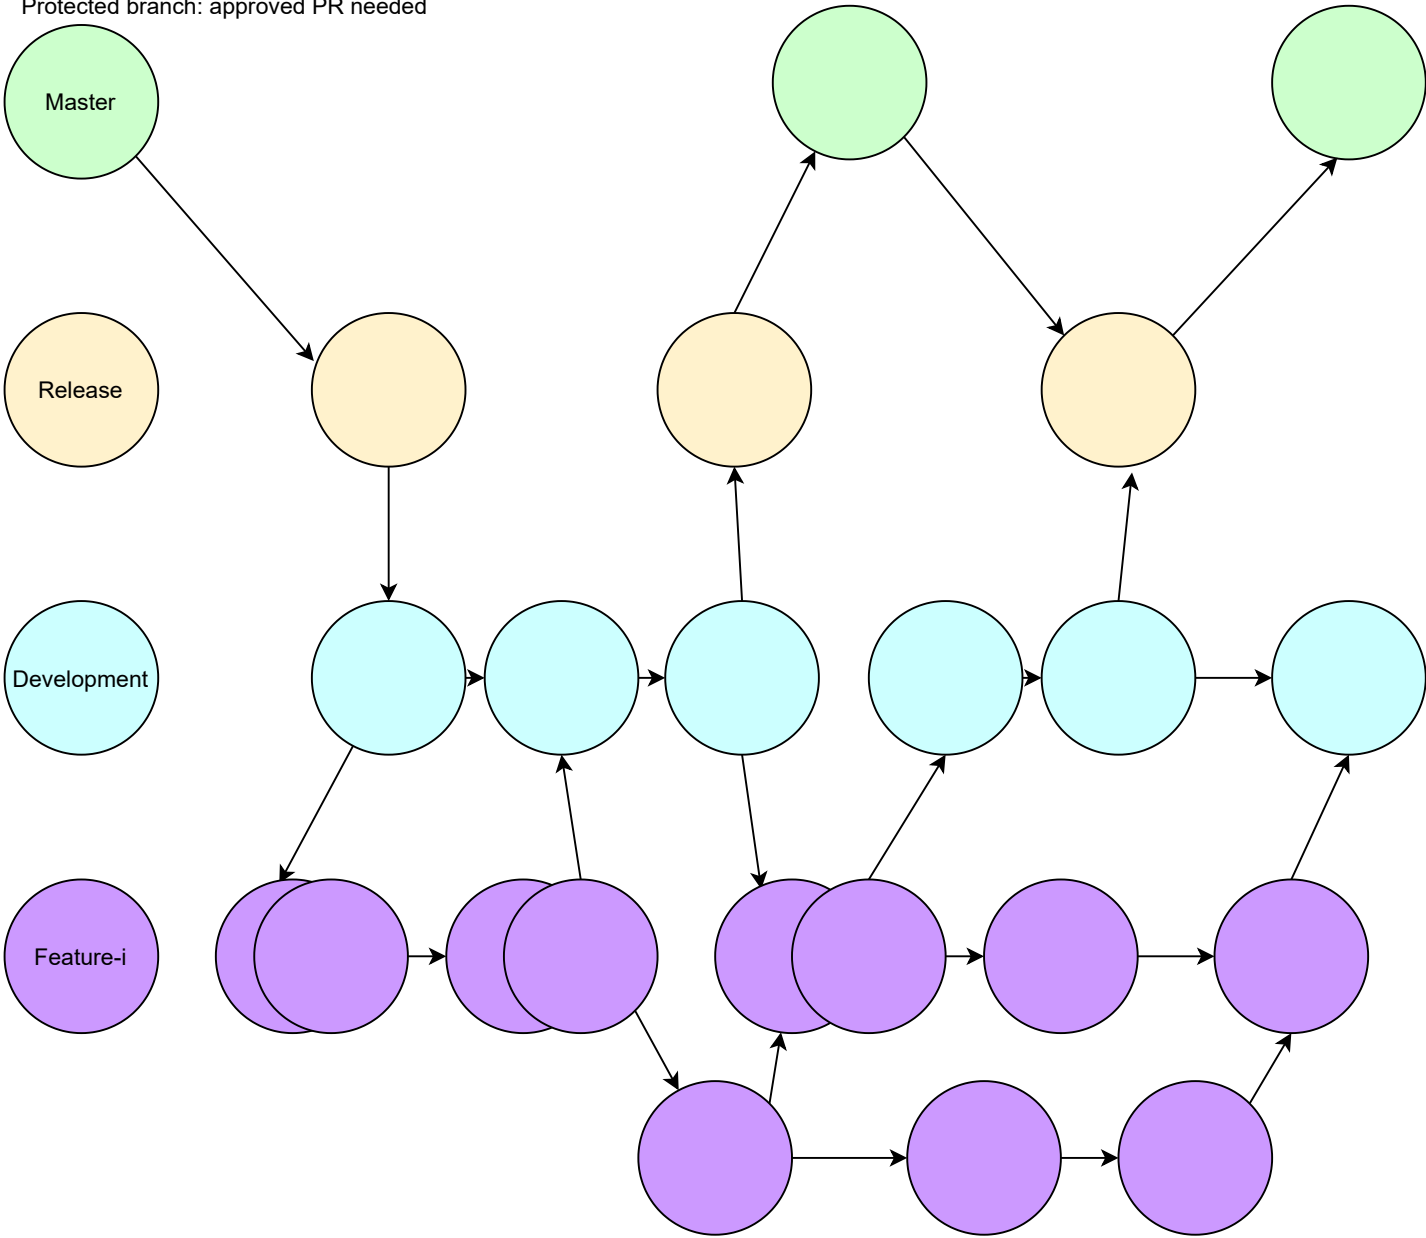 Protected branch: approved PR needed
Master
Release
Development
Feature-i